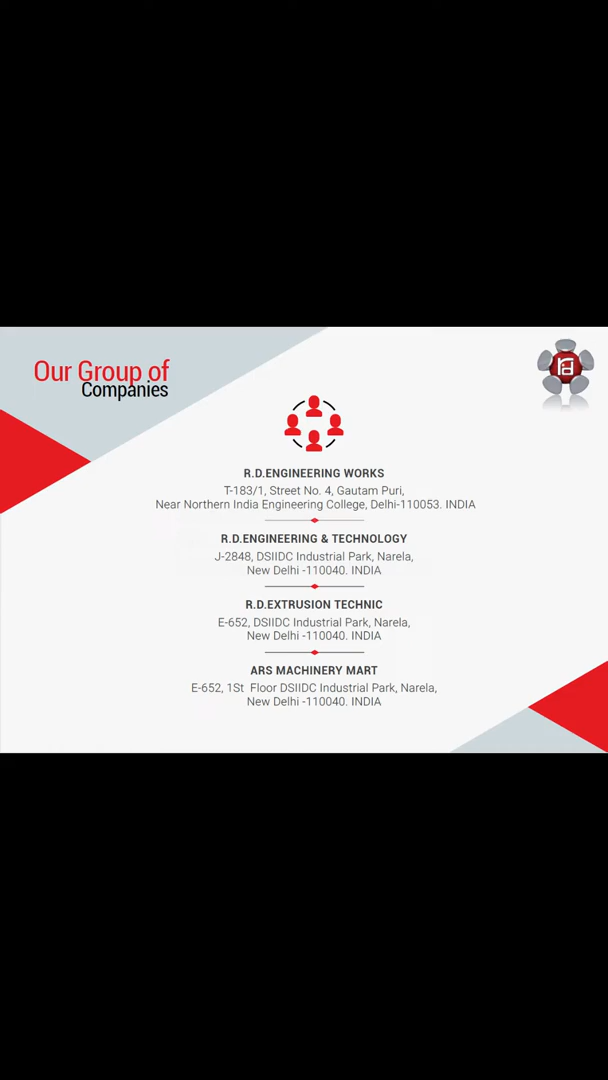 Our Group of
Companies
rd
R.D.ENGINEERING WORKS
T-183/1, Street No. 4, Gautam Puri,
Near Northern India Engineering College, Delhi-110053. INDIA
R.D.ENGINEERING & TECHNOLOGY
J-2848, DSIIDC Industrial Park, Narela,
New Delhi -110040. INDIA
R.D.EXTRUSION TECHNIC
E-652, DSIIDC Industrial Park, Narela,
New Delhi -110040. INDIA
ARS MACHINERY MART
E-652, 1St  Floor DSIIDC Industrial Park, Narela,
New Delhi -110040. INDIA